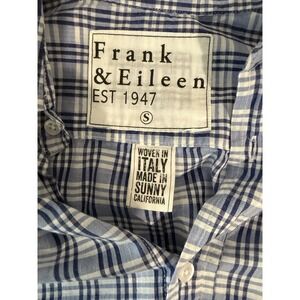 Frank
&Eileen
EST 1947
S
WOVEN IN
ITALY
MADE IN
SUNNY
CALIFORNIA